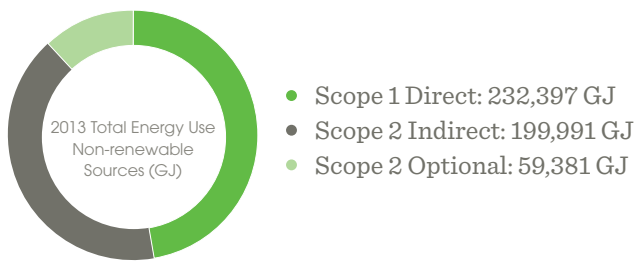 2013 Total Energy Use
Non-renewable
Sources (GJ)
Scope 1 Direct: 232,397 GJ
Scope 2 Indirect: 199,991 GJ
Scope 2 Optional: 59,381 GJ